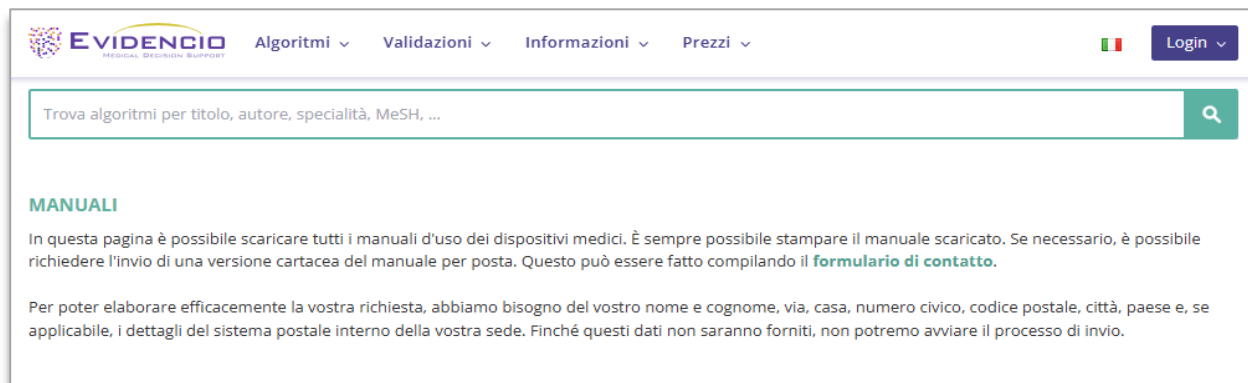 EVIDENCIO
MEDICAL DECISION SUPPORT
Algoritmi
Validazioni
Informazioni
Prezzi
Login
Trova algoritmi per titolo, autore, specialità, MeSH, ...
MANUALI
In questa pagina è possibile scaricare tutti i manuali d'uso dei dispositivi medici. È sempre possibile stampare il manuale scaricato. Se necessario, è possibile
richiedere l'invio di una versione cartacea del manuale per posta. Questo può essere fatto compilando il formulario di contatto.
Per poter elaborare efficacemente la vostra richiesta, abbiamo bisogno del vostro nome e cognome, via, casa, numero civico, codice postale, città, paese e, se
applicabile, i dettagli del sistema postale interno della vostra sede. Finché questi dati non saranno forniti, non potremo avviare il processo di invio.